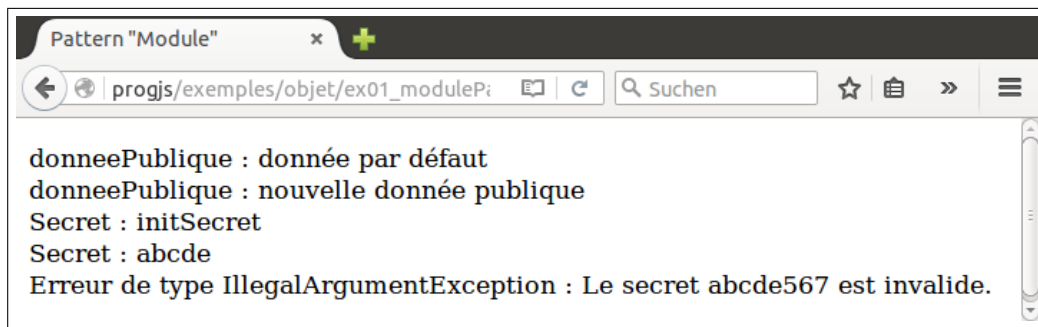 Pattern "Module"
progjs/exemples/objet/ex01_modulePa
Suchen
donneePublique : donnée par défaut
donneePublique : nouvelle donnée publique
Secret : initSecret
Secret : abcde
Erreur de type IllegalArgumentException : Le secret abcde567 est invalide.